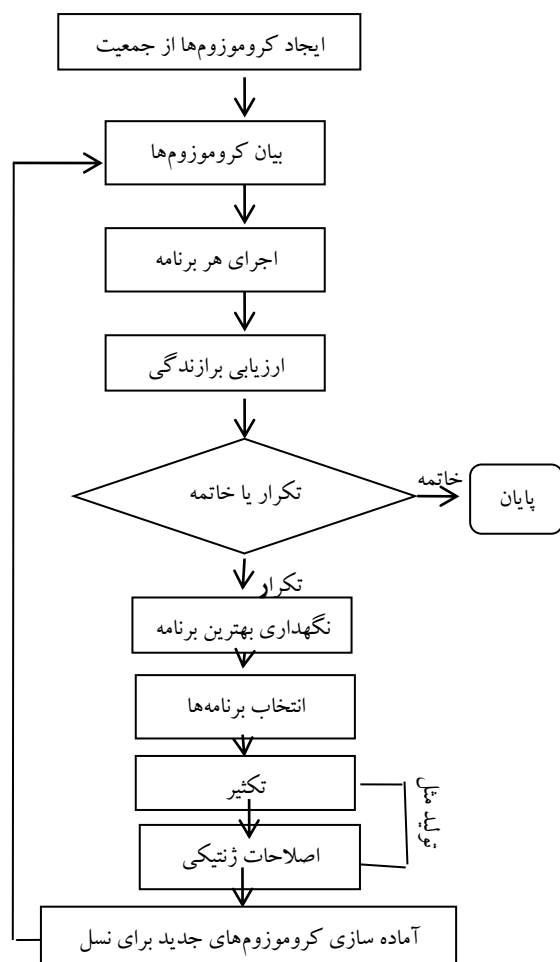 ایجاد کروموزوم‌ها از جمعیت
بیان کروموزوم‌ها
اجرای هر برنامه
ارزیابی برازندگی
تکرار یا خاتمه
خاتمه
پایان
تکرار
نگهداری بهترین برنامه
انتخاب برنامه‌ها
تکثیر
تولید مثل
اصلاحات ژنتیکی
آماده سازی کروموزوم‌های جدید برای نسل